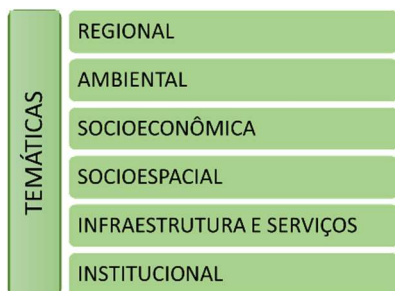 TEMÁTICAS
REGIONAL
AMBIENTAL
SOCIOECONÔMICA
SOCIOESPACIAL
INFRAESTRUTURA E SERVIÇOS
INSTITUCIONAL